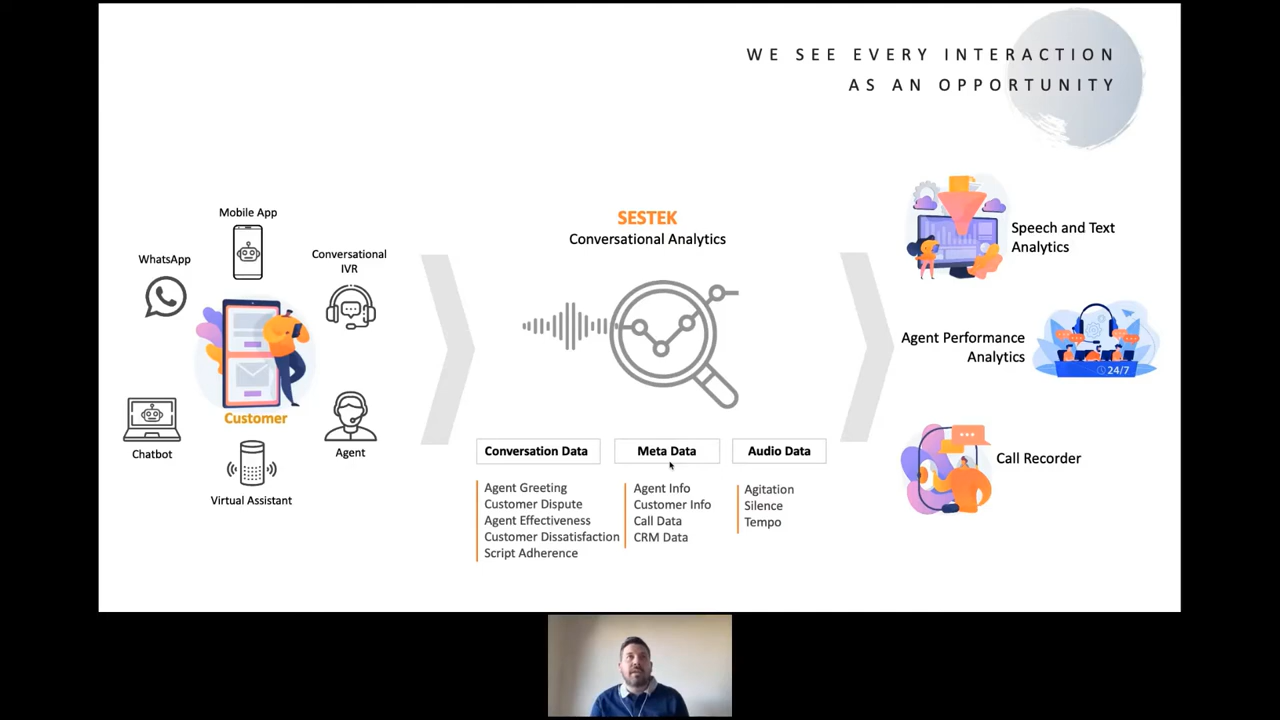 WE SEE EVERY INTERACTION
AS AN OPPORTUNITY
Mobile App
WhatsApp
Conversational
IVR
Customer
Chatbot
Agent
Virtual Assistant
SESTEK
Conversational Analytics
Conversation Data
Agent Greeting
Customer Dispute
Agent Effectiveness
Customer Dissatisfaction
Script Adherence
Meta Data
Agent Info
Customer Info
Call Data
CRM Data
Audio Data
Agitation
Silence
Tempo
Speech and Text
Analytics
Agent Performance
Analytics
24/7
Call Recorder